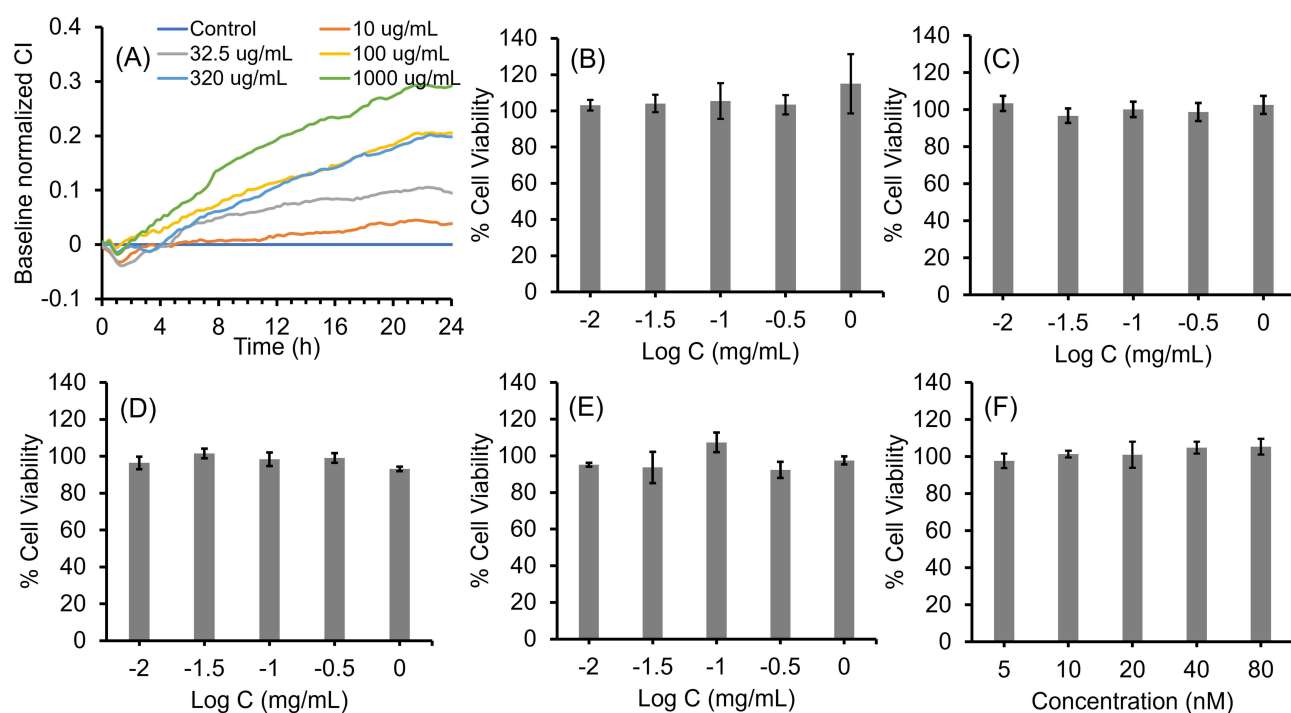 (A)
Control
10 ug/mL
32.5 ug/mL
100 ug/mL
320 ug/mL
1000 ug/mL
Baseline normalized CI
0.4
0.3
0.2
0.1
0
-0.1
0 4 8 12 16 20 24
Time (h)
(B)
% Cell Viability
140
120
100
80
60
40
20
0
-2 -1.5 -1 -0.5 0
Log C (mg/mL)
(C)
% Cell Viability
140
120
100
80
60
40
20
0
-2 -1.5 -1 -0.5 0
Log C (mg/mL)
(D)
% Cell Viability
140
120
100
80
60
40
20
0
-2 -1.5 -1 -0.5 0
Log C (mg/mL)
(E)
% Cell Viability
140
120
100
80
60
40
20
0
-2 -1.5 -1 -0.5 0
Log C (mg/mL)
(F)
% Cell Viability
140
120
100
80
60
40
20
0
5 10 20 40 80
Concentration (nM)